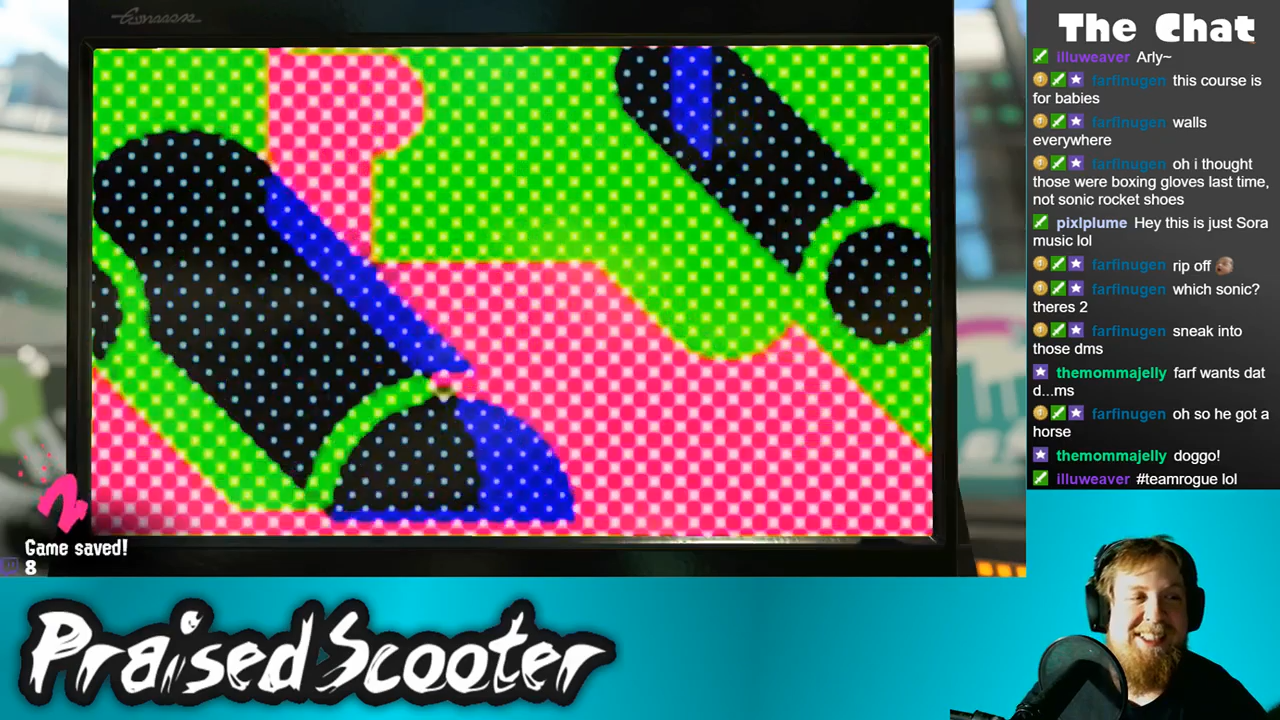 The Chat
illuweaver Arly~
farfinugen this course is
for babies
farfinugen walls
everywhere
farfinugen oh i thought
those were boxing gloves last time,
not sonic rocket shoes
pixlplume Hey this is just Sora
music lol
farfinugen rip off
farfinugen which sonic?
theres 2
farfinugen sneak into
those dms
themommajelly farf wants dat
d...ms
farfinugen oh so he got a
horse
themommajelly doggo!
illuweaver #teamrogue lol
Game saved!
8
PraisedScooter